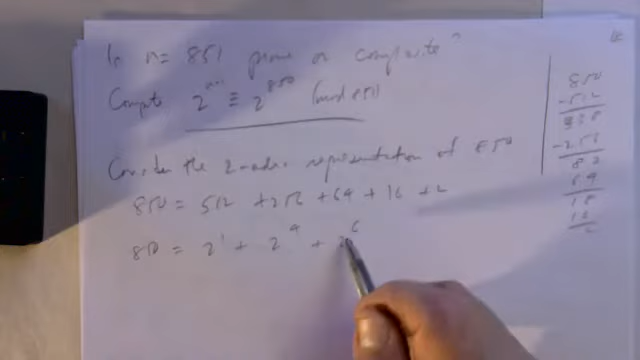 Is n = 851 prime or composite?
Compute 2^{n-1} ≡ 2^{850} (mod 851)
Consider the 2-adic representation of 850
850 = 512 + 256 + 64 + 16 + 2
850 = 2^1 + 2^4 + 2^6
850
-512
338
-256
82
64
18
16
2